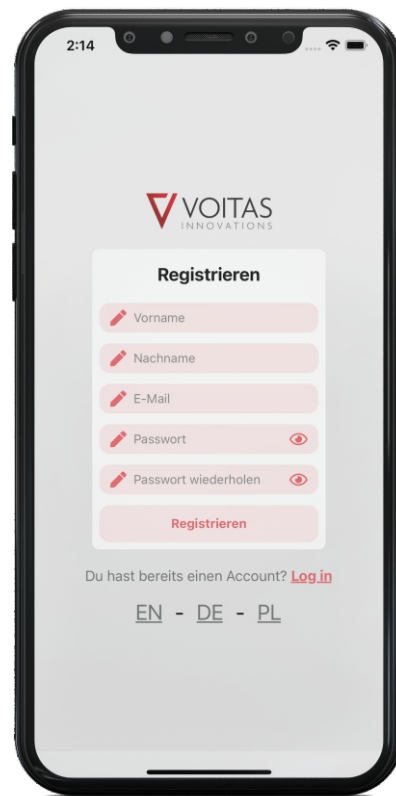 2:14
VOITAS
INNOVATIONS
Registrieren
Vorname
Nachname
E-Mail
Passwort
Passwort wiederholen
Registrieren
Du hast bereits einen Account? Log in
EN - DE - PL